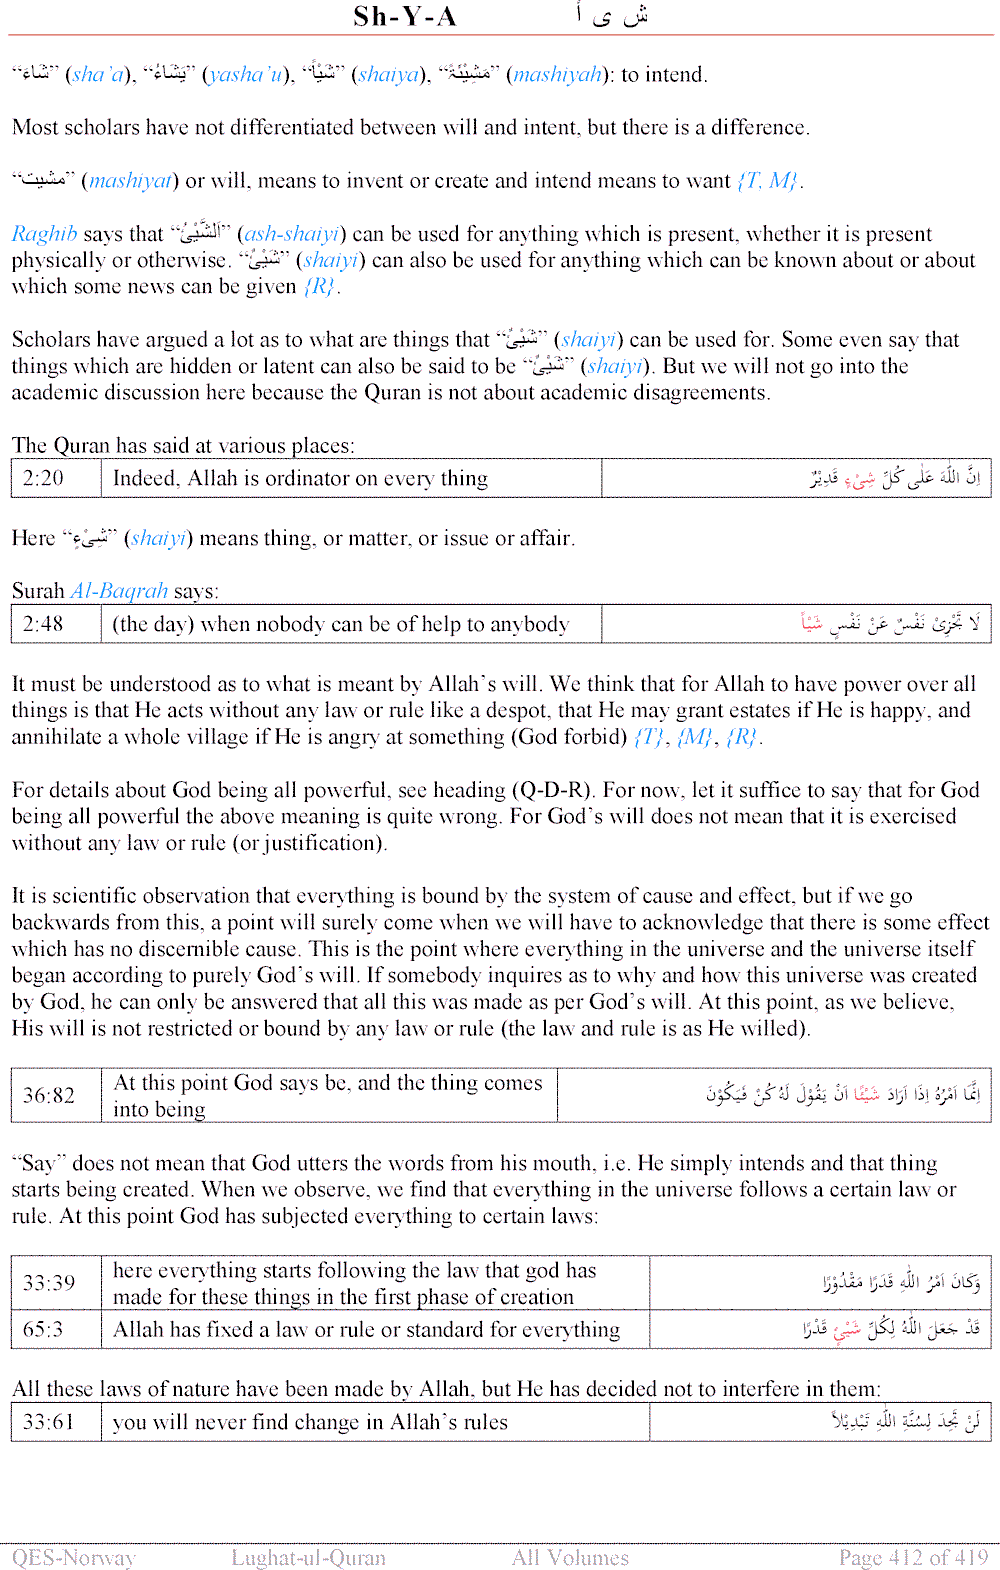 Sh-Y-A ش ی أ
“شَاءَ” (sha’a), “يَشَاءُ” (yasha’u), “شَيْأً” (shaiya), “مَشِيْئَةً” (mashiyah): to intend.
Most scholars have not differentiated between will and intent, but there is a difference.
“مشیت” (mashiyat) or will, means to invent or create and intend means to want {T, M}.
Raghib says that “اَلشَّيْئُ” (ash-shaiyi) can be used for anything which is present, whether it is present
physically or otherwise. “شَيْئٌ” (shaiyi) can also be used for anything which can be known about or about
which some news can be given {R}.
Scholars have argued a lot as to what are things that “شَيْئٌ” (shaiyi) can be used for. Some even say that
things which are hidden or latent can also be said to be “شَيْئٌ” (shaiyi). But we will not go into the
academic discussion here because the Quran is not about academic disagreements.
The Quran has said at various places:
2:20 Indeed, Allah is ordinator on every thing اِنَّ اللّٰهَ عَلٰى كُلِّ شَىْءٍ قَدِيْرٌ
Here “شَىْءٍ” (shaiyi) means thing, or matter, or issue or affair.
Surah Al-Baqrah says:
2:48 (the day) when nobody can be of help to anybody لَا تَجْزِىْ نَفْسٌ عَنْ نَفْسٍ شَيْاً
It must be understood as to what is meant by Allah’s will. We think that for Allah to have power over all
things is that He acts without any law or rule like a despot, that He may grant estates if He is happy, and
annihilate a whole village if He is angry at something (God forbid) {T}, {M}, {R}.
For details about God being all powerful, see heading (Q-D-R). For now, let it suffice to say that for God
being all powerful the above meaning is quite wrong. For God’s will does not mean that it is exercised
without any law or rule (or justification).
It is scientific observation that everything is bound by the system of cause and effect, but if we go
backwards from this, a point will surely come when we will have to acknowledge that there is some effect
which has no discernible cause. This is the point where everything in the universe and the universe itself
began according to purely God’s will. If somebody inquires as to why and how this universe was created
by God, he can only be answered that all this was made as per God’s will. At this point, as we believe,
His will is not restricted or bound by any law or rule (the law and rule is as He willed).
36:82 At this point God says be, and the thing comes اِنَّمَا اَمْرُهُ اِذَا اَرَادَ شَيْئًا اَنْ يَقُوْلَ لَهُ كُنْ فَيَكُوْنَ
into being
“Say” does not mean that God utters the words from his mouth, i.e. He simply intends and that thing
starts being created. When we observe, we find that everything in the universe follows a certain law or
rule. At this point God has subjected everything to certain laws:
33:39 here everything starts following the law that god has وَكَانَ اَمْرُ اللّٰهِ قَدَرًا مَقْدُوْرًا
made for these things in the first phase of creation
65:3 Allah has fixed a law or rule or standard for everything قَدْ جَعَلَ اللّٰهُ لِكُلِّ شَيْئٍ قَدْرًا
All these laws of nature have been made by Allah, but He has decided not to interfere in them:
33:61 you will never find change in Allah’s rules لَنْ تَجِدَ لِسُنَّةِ اللّٰهِ تَبْدِيْلاً
QES-Norway Lughat-ul-Quran All Volumes Page 412 of 419